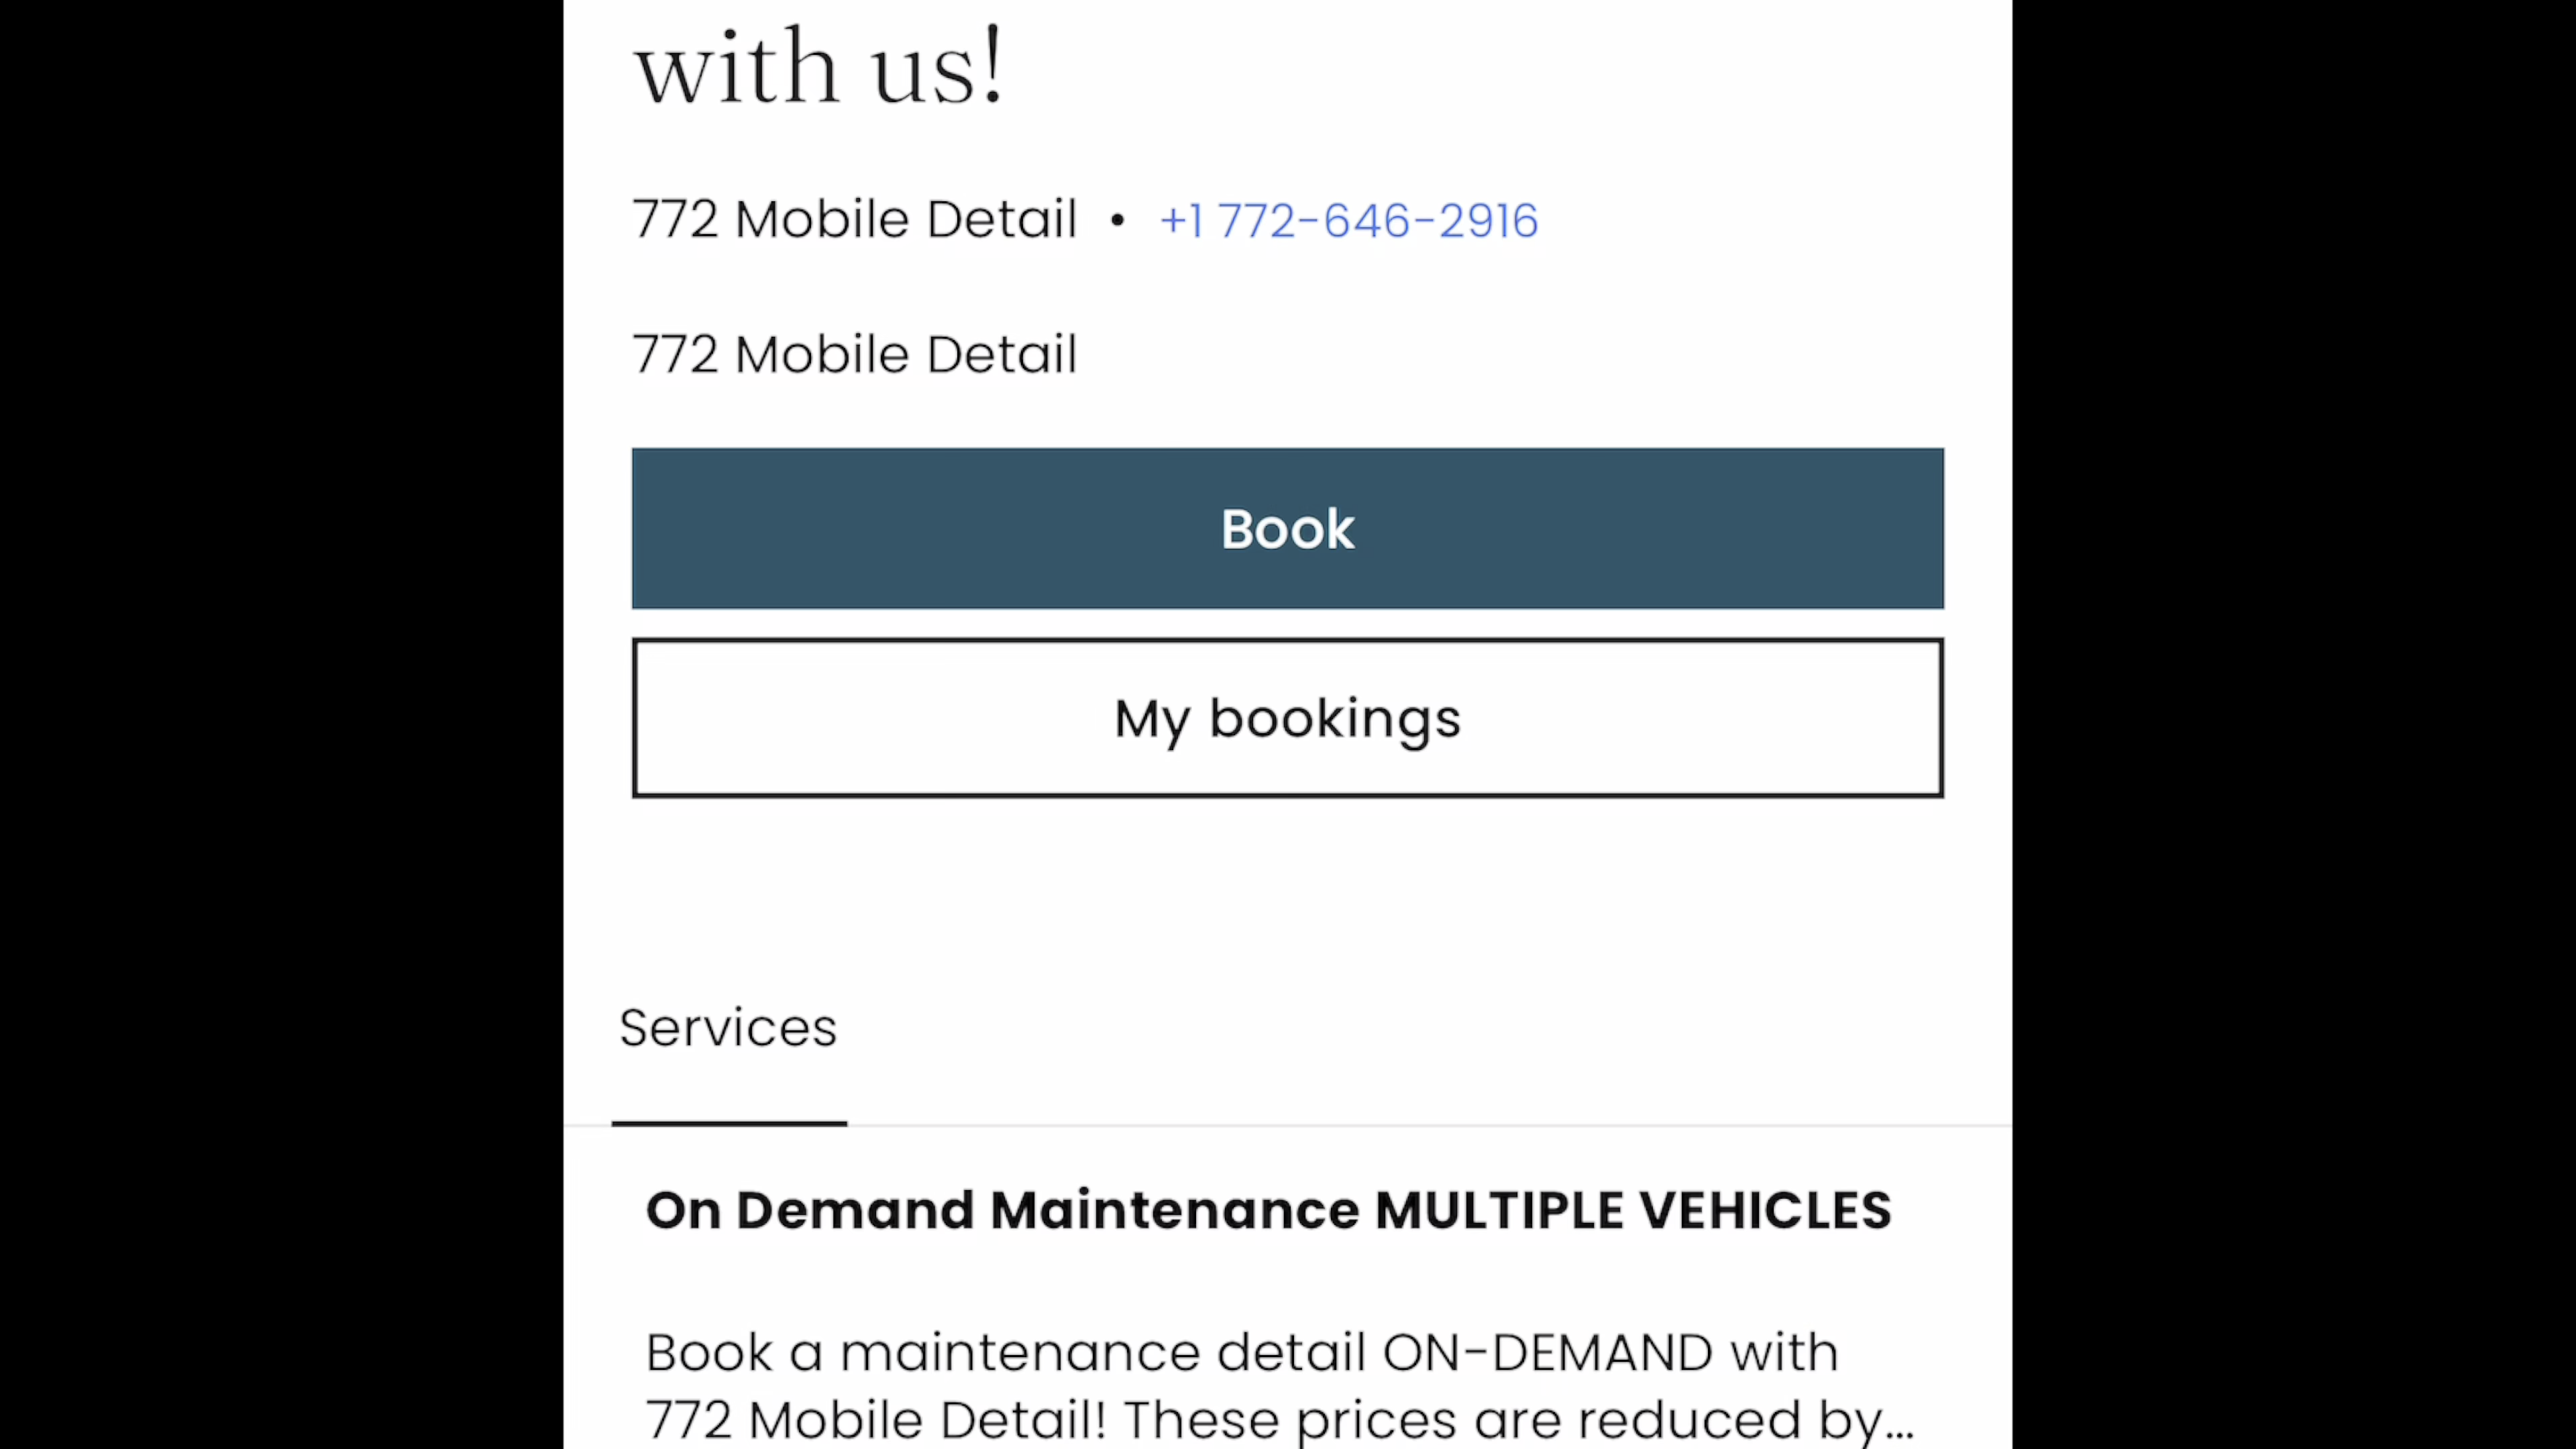 with us!
772 Mobile Detail • +1 772-646-2916
772 Mobile Detail
Book
My bookings
Services
On Demand Maintenance MULTIPLE VEHICLES
Book a maintenance detail ON-DEMAND with
772 Mobile Detail! These prices are reduced by...